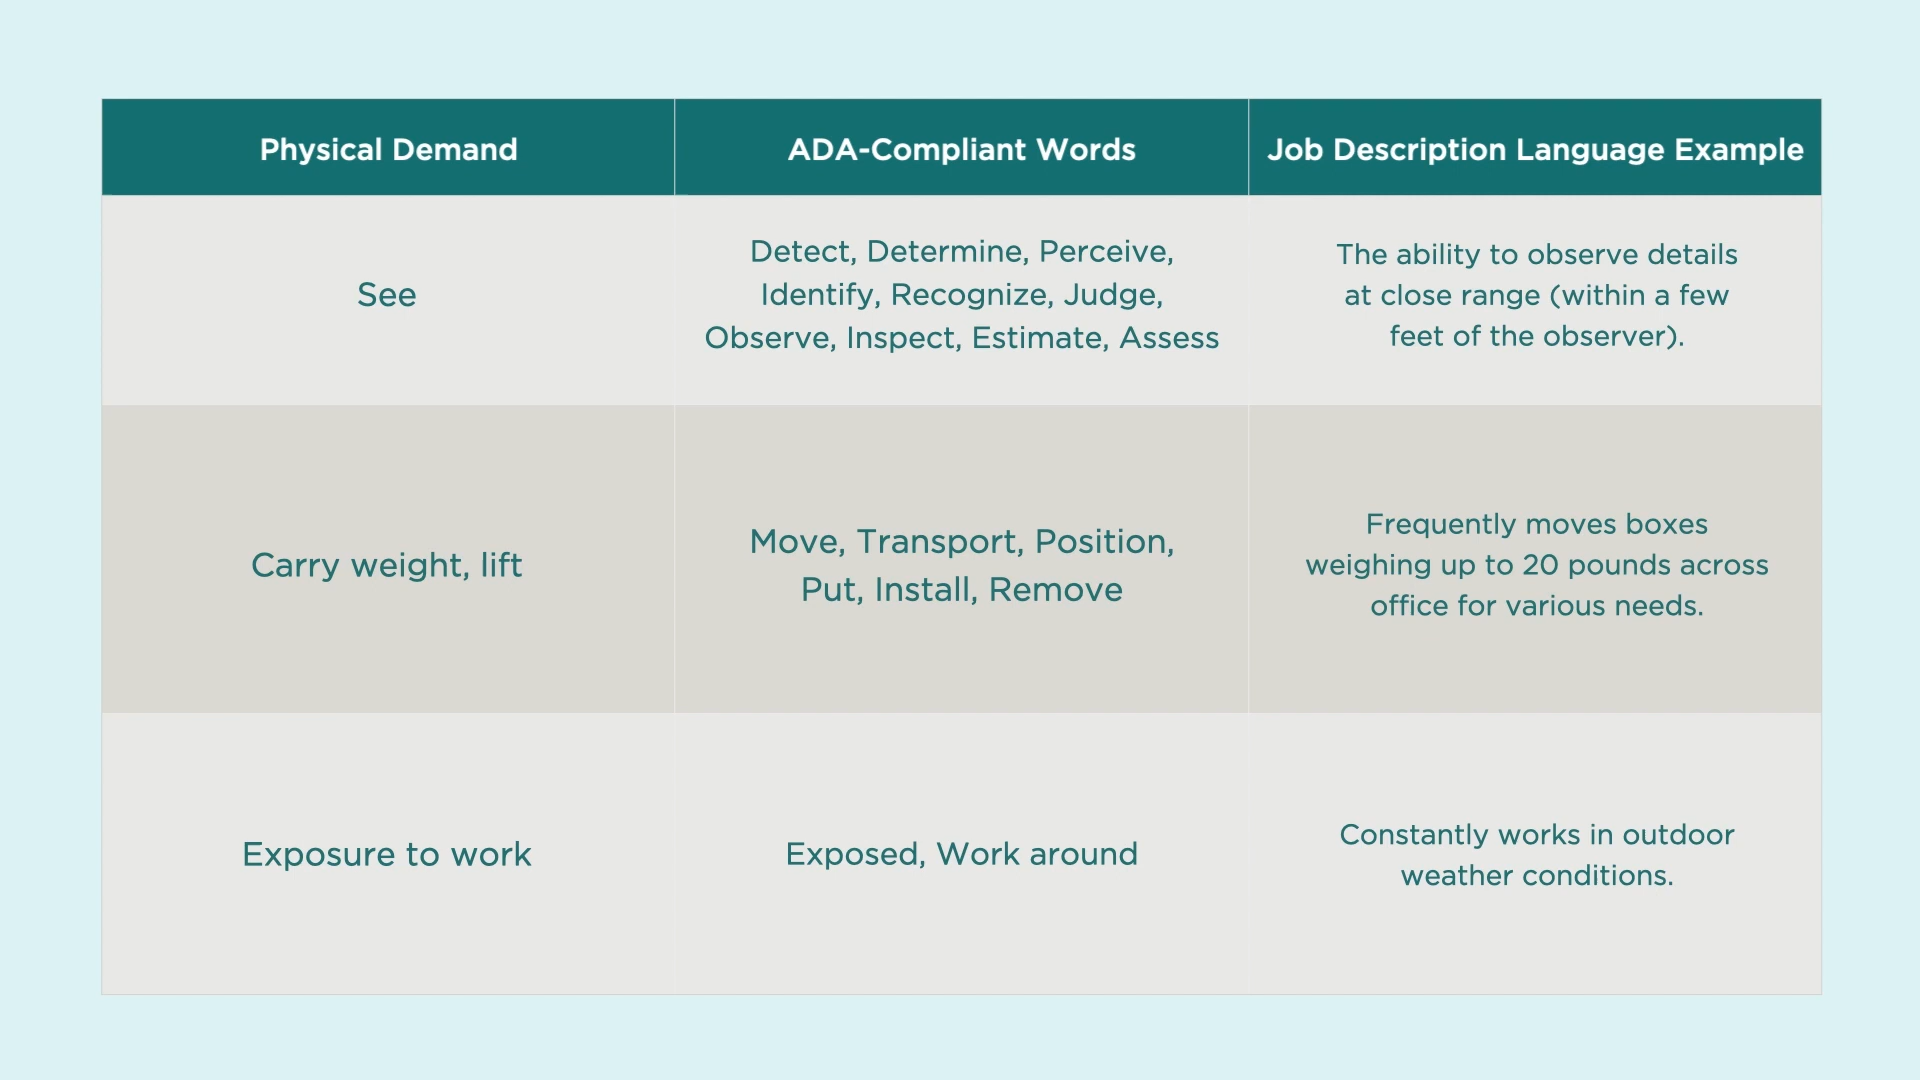 Physical Demand
ADA-Compliant Words
Job Description Language Example
See
Detect, Determine, Perceive,
Identify, Recognize, Judge,
Observe, Inspect, Estimate, Assess
The ability to observe details
at close range (within a few
feet of the observer).
Carry weight, lift
Move, Transport, Position,
Put, Install, Remove
Frequently moves boxes
weighing up to 20 pounds across
office for various needs.
Exposure to work
Exposed, Work around
Constantly works in outdoor
weather conditions.